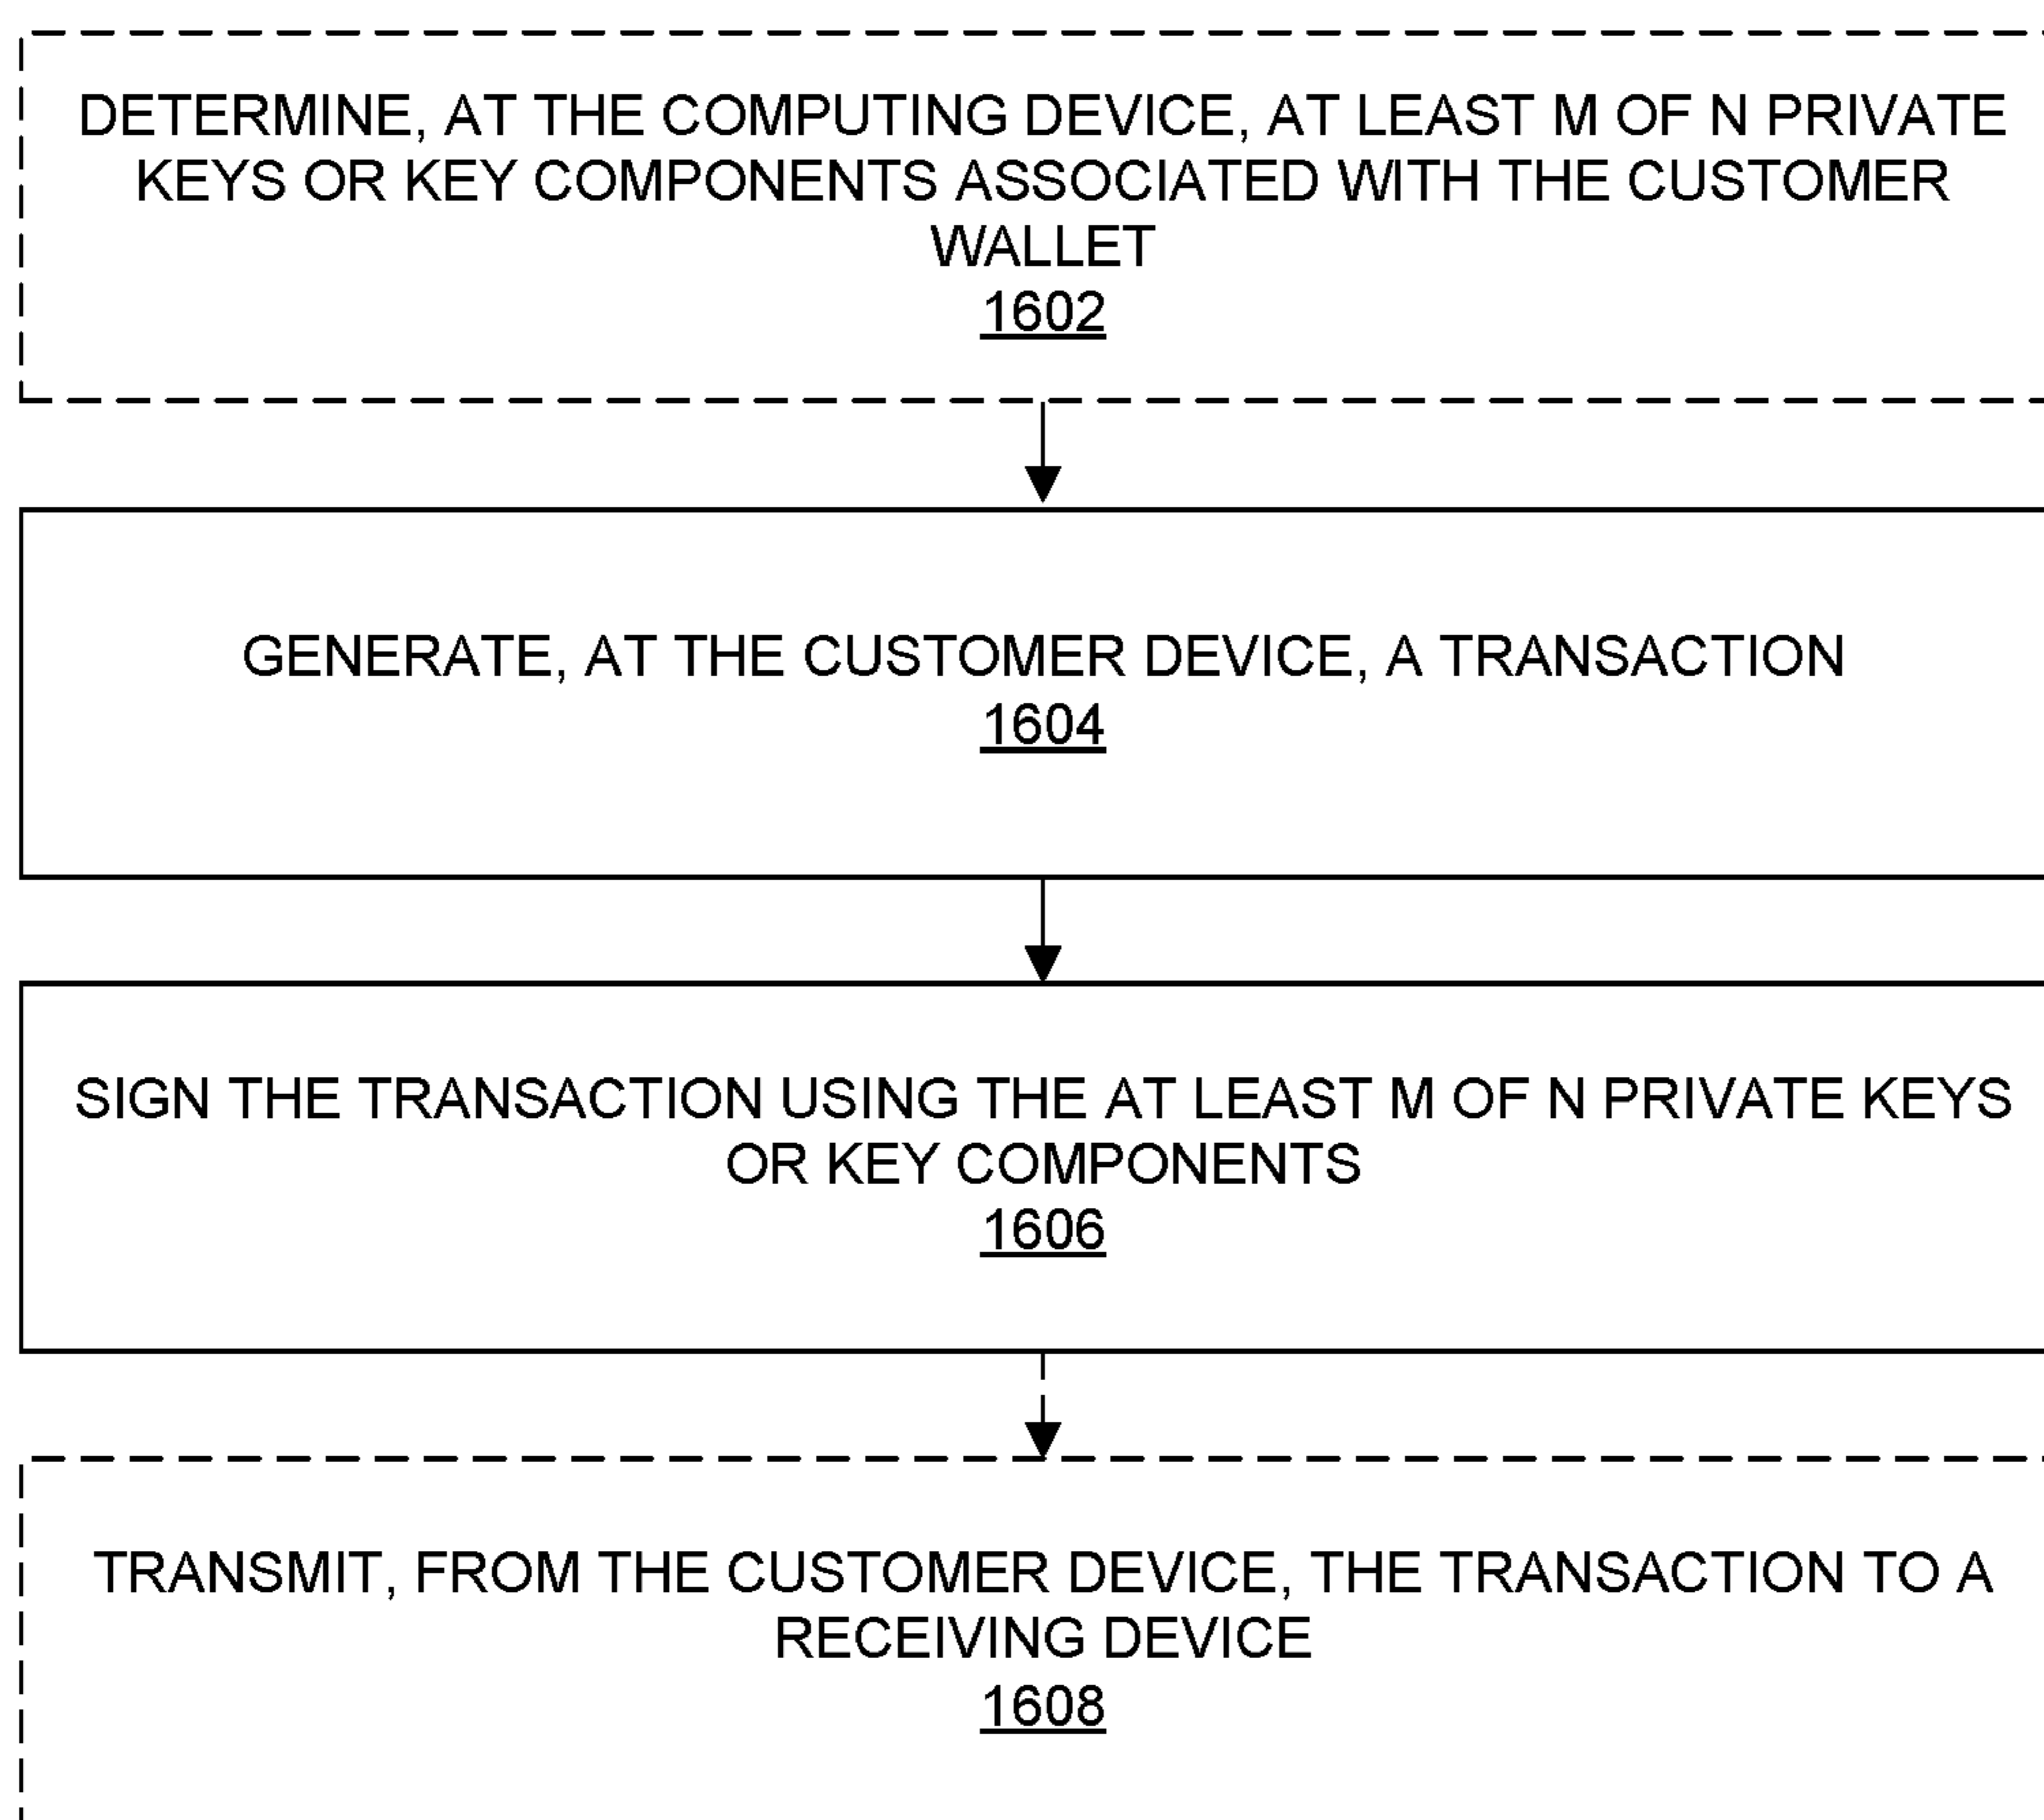 DETERMINE, AT THE COMPUTING DEVICE, AT LEAST M OF N PRIVATE
KEYS OR KEY COMPONENTS ASSOCIATED WITH THE CUSTOMER
WALLET
1602
GENERATE, AT THE CUSTOMER DEVICE, A TRANSACTION
1604
SIGN THE TRANSACTION USING THE AT LEAST M OF N PRIVATE KEYS
OR KEY COMPONENTS
1606
TRANSMIT, FROM THE CUSTOMER DEVICE, THE TRANSACTION TO A
RECEIVING DEVICE
1608